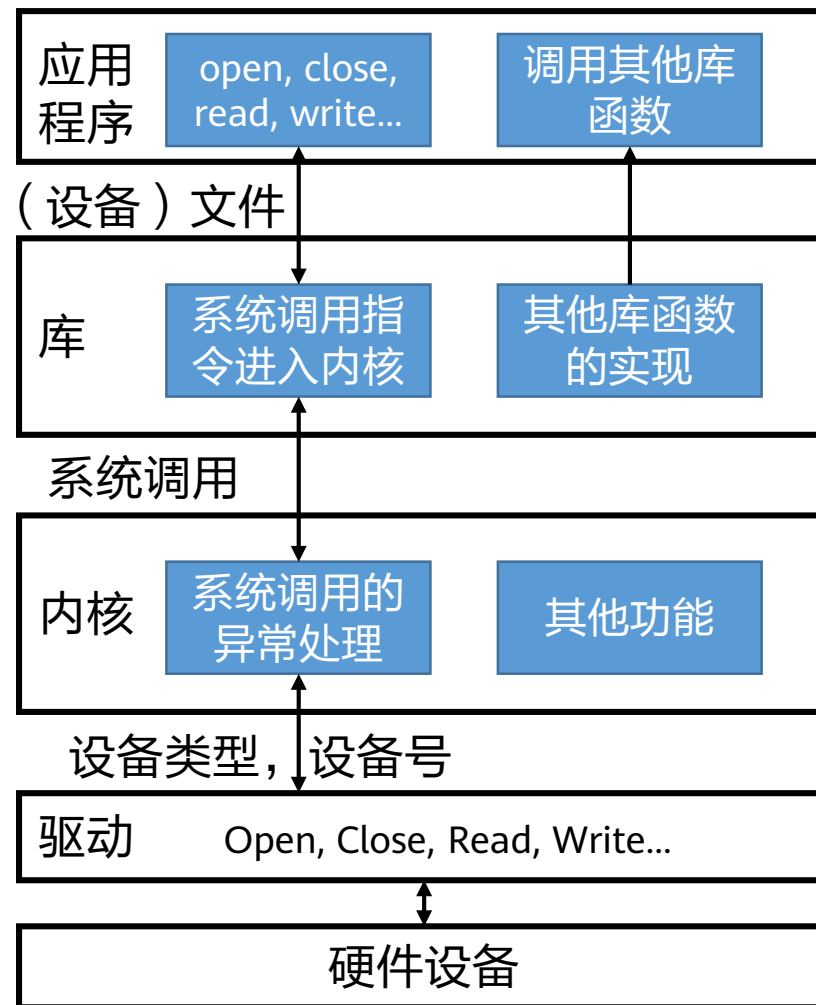 应用
程序
open, close,
read, write...
调用其他库
函数
（设备）文件
库
系统调用指
令进入内核
其他库函数
的实现
系统调用
内核
系统调用的
异常处理
其他功能
设备类型，设备号
驱动
Open, Close, Read, Write...
硬件设备